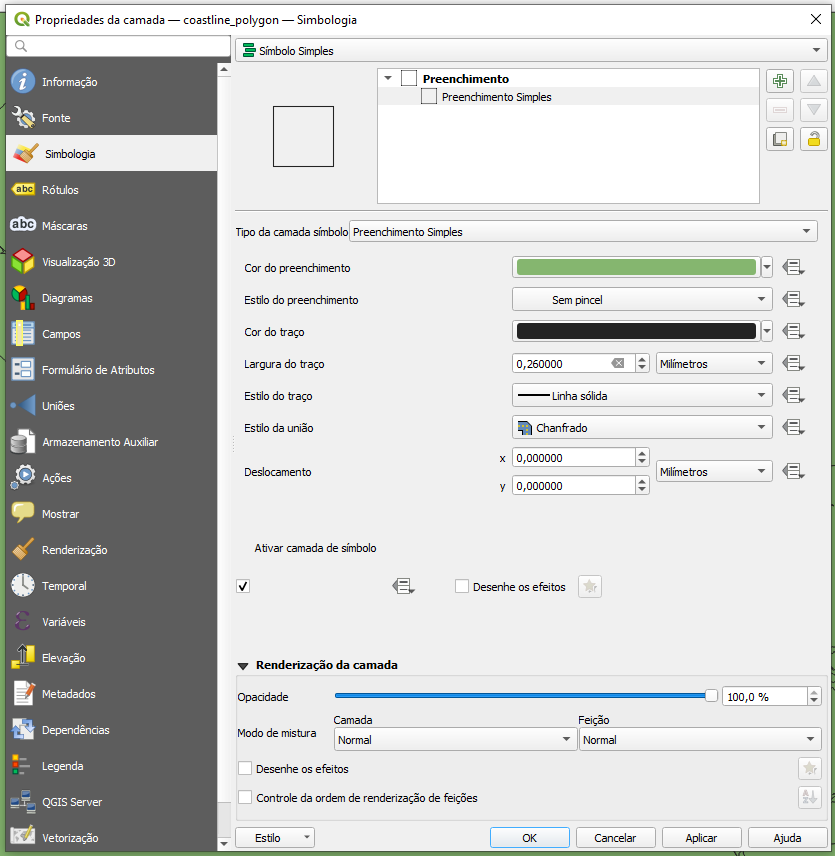 Propriedades da camada — coastline_polygon — Simbologia
Símbolo Simples
Informação
Fonte
Simbologia
Rótulos
Máscaras
Visualização 3D
Diagramas
Campos
Formulário de Atributos
Uniões
Armazenamento Auxiliar
Ações
Mostrar
Renderização
Temporal
Variáveis
Elevação
Metadados
Dependências
Legenda
QGIS Server
Vetorização
Preenchimento
Preenchimento Simples
Tipo da camada símbolo Preenchimento Simples
Cor do preenchimento
Estilo do preenchimento Sem pincel
Cor do traço
Largura do traço 0,260000 Milímetros
Estilo do traço Linha sólida
Estilo da união Chanfrado
Deslocamento x 0,000000 Milímetros
y 0,000000
Ativar camada de símbolo
Desenhe os efeitos
Renderização da camada
Opacidade 100,0 %
Modo de mistura
Camada Feição
Normal Normal
Desenhe os efeitos
Controle da ordem de renderização de feições
Estilo OK Cancelar Aplicar Ajuda